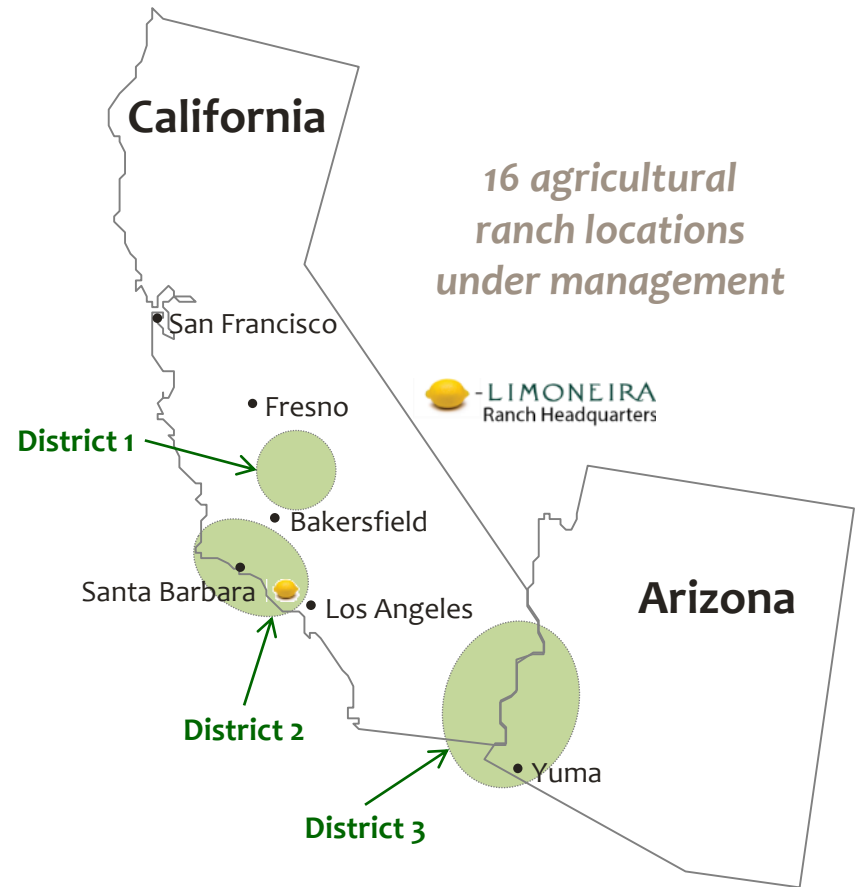 California
16 agricultural
ranch locations
under management
San Francisco
-LIMONEIRA
Ranch Headquarters
Fresno
District 1
Bakersfield
Santa Barbara
Los Angeles
Arizona
District 2
Yuma
District 3